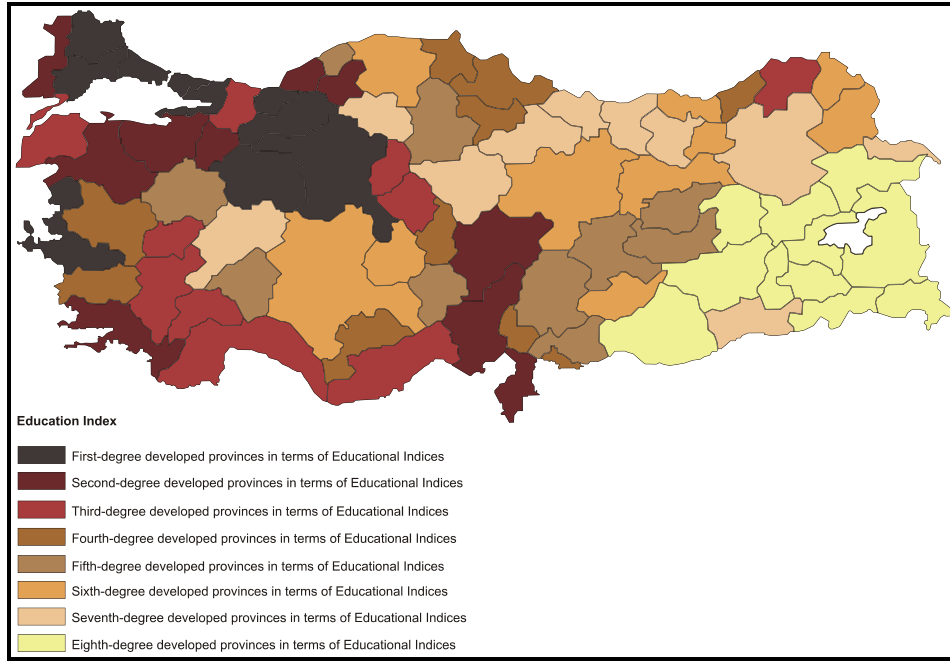 Education Index
First-degree developed provinces in terms of Educational Indices
Second-degree developed provinces in terms of Educational Indices
Third-degree developed provinces in terms of Educational Indices
Fourth-degree developed provinces in terms of Educational Indices
Fifth-degree developed provinces in terms of Educational Indices
Sixth-degree developed provinces in terms of Educational Indices
Seventh-degree developed provinces in terms of Educational Indices
Eighth-degree developed provinces in terms of Educational Indices